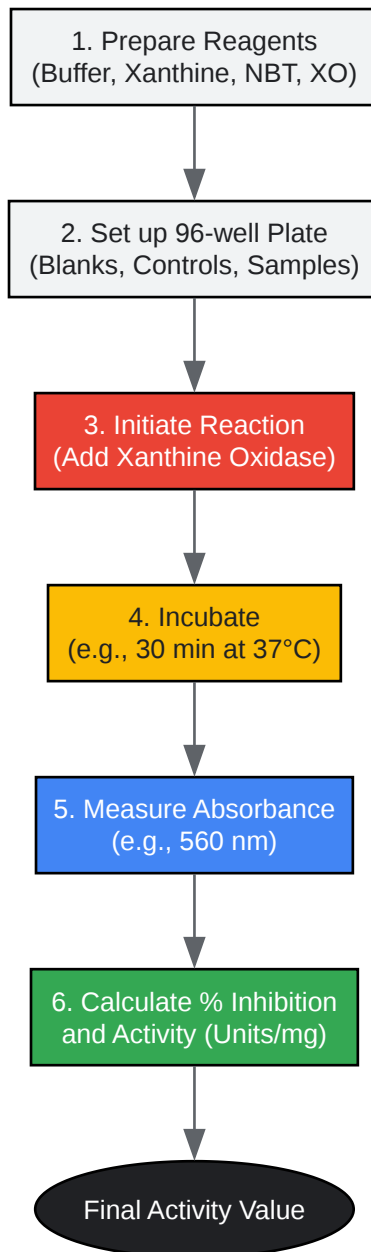 1. Prepare Reagents
(Buffer, Xanthine, NBT, XO)
2. Set up 96-well Plate
(Blanks, Controls, Samples)
3. Initiate Reaction
(Add Xanthine Oxidase)
4. Incubate
(e.g., 30 min at 37°C)
5. Measure Absorbance
(e.g., 560 nm)
6. Calculate % Inhibition
and Activity (Units/mg)
Final Activity Value